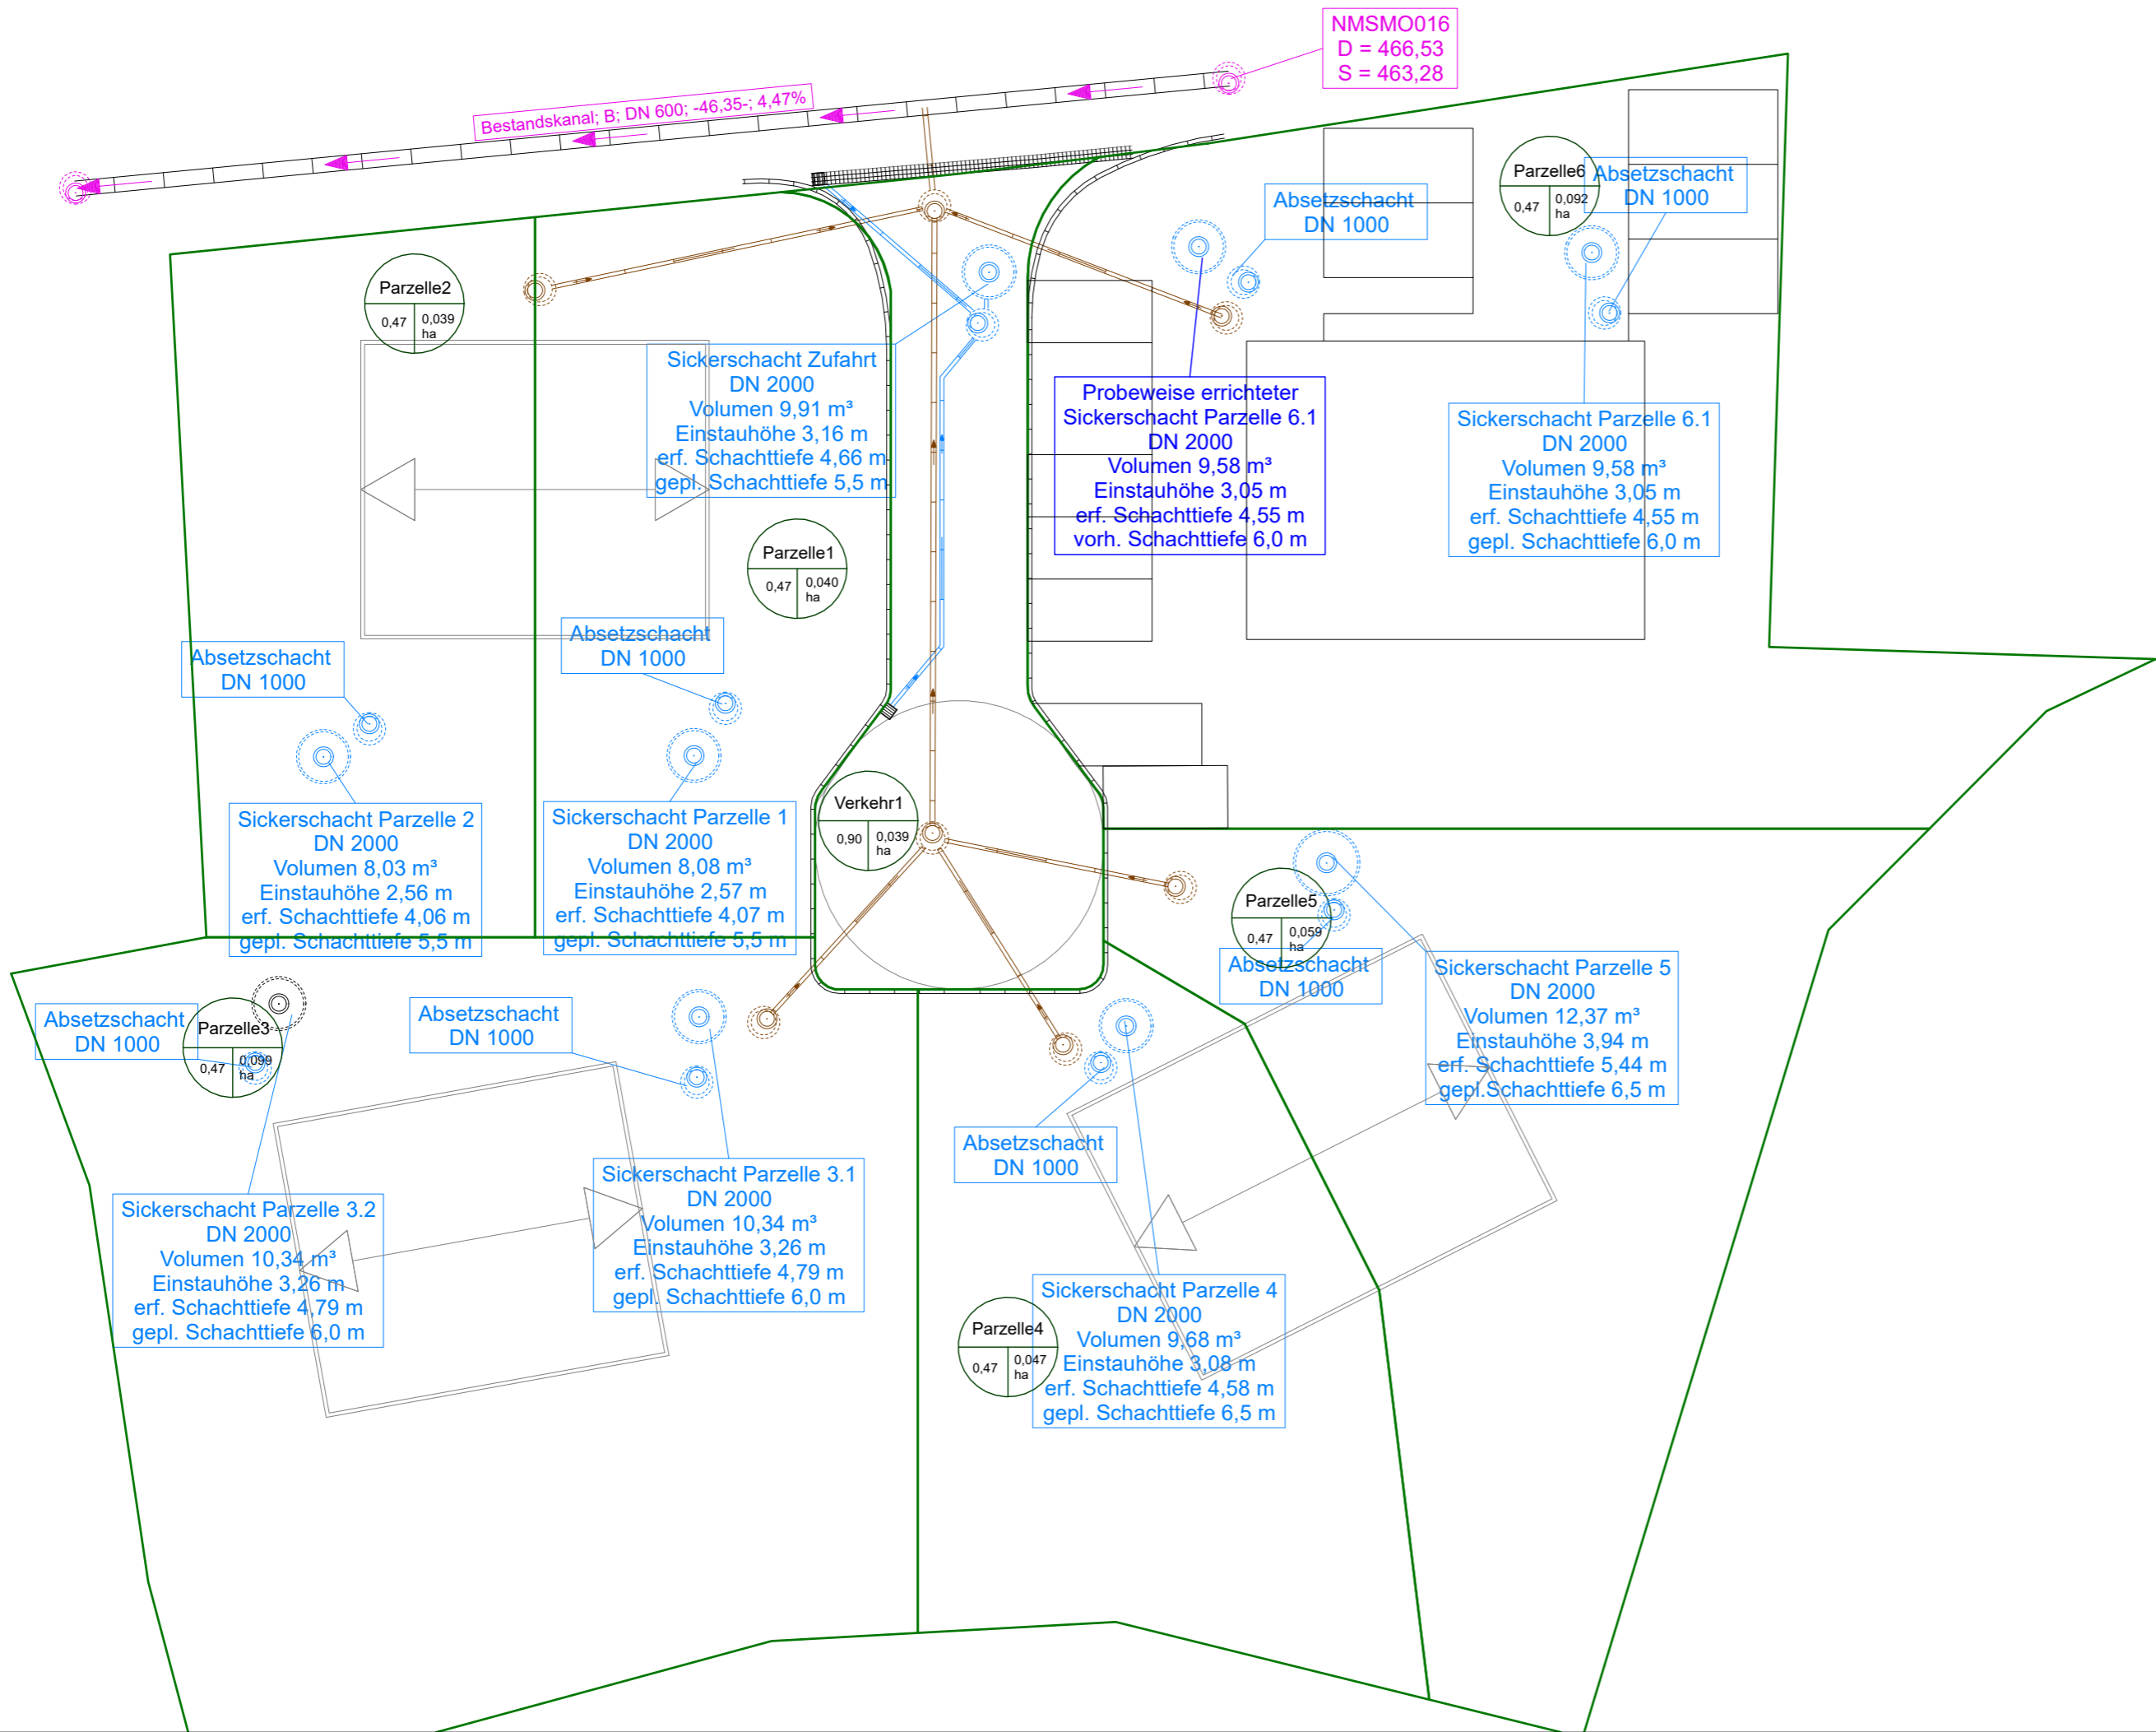 NMSMO016
D = 466,53
S = 463,28
Bestandskanal; B; DN 600; -46,35-; 4,47%
Parzelle6
0,47
0,092
ha
Absetzschacht
DN 1000
Absetzschacht
DN 1000
Parzelle2
0,47
0,039
ha
Sickerschacht Zufahrt
DN 2000
Volumen 9,91 m³
Einstauhöhe 3,16 m
erf. Schachttiefe 4,66 m
gepl. Schachttiefe 5,5 m
Probeweise errichteter
Sickerschacht Parzelle 6.1
DN 2000
Volumen 9,58 m³
Einstauhöhe 3,05 m
erf. Schachttiefe 4,55 m
vorh. Schachttiefe 6,0 m
Sickerschacht Parzelle 6.1
DN 2000
Volumen 9,58 m³
Einstauhöhe 3,05 m
erf. Schachttiefe 4,55 m
gepl. Schachttiefe 6,0 m
Parzelle1
0,47
0,040
ha
Absetzschacht
DN 1000
Absetzschacht
DN 1000
Verkehr1
0,90
0,039
ha
Sickerschacht Parzelle 2
DN 2000
Volumen 8,03 m³
Einstauhöhe 2,56 m
erf. Schachttiefe 4,06 m
gepl. Schachttiefe 5,5 m
Sickerschacht Parzelle 1
DN 2000
Volumen 8,08 m³
Einstauhöhe 2,57 m
erf. Schachttiefe 4,07 m
gepl. Schachttiefe 5,5 m
Parzelle5
0,47
0,059
ha
Absetzschacht
DN 1000
Sickerschacht Parzelle 5
DN 2000
Volumen 12,37 m³
Einstauhöhe 3,94 m
erf. Schachttiefe 5,44 m
gepl.Schachttiefe 6,5 m
Absetzschacht
DN 1000
Parzelle3
0,47
0,099
ha
Absetzschacht
DN 1000
Absetzschacht
DN 1000
Sickerschacht Parzelle 3.2
DN 2000
Volumen 10,34 m³
Einstauhöhe 3,26 m
erf. Schachttiefe 4,79 m
gepl. Schachttiefe 6,0 m
Sickerschacht Parzelle 3.1
DN 2000
Volumen 10,34 m³
Einstauhöhe 3,26 m
erf. Schachttiefe 4,79 m
gepl. Schachttiefe 6,0 m
Parzelle4
0,47
0,047
ha
Sickerschacht Parzelle 4
DN 2000
Volumen 9,68 m³
Einstauhöhe 3,08 m
erf. Schachttiefe 4,58 m
gepl. Schachttiefe 6,5 m